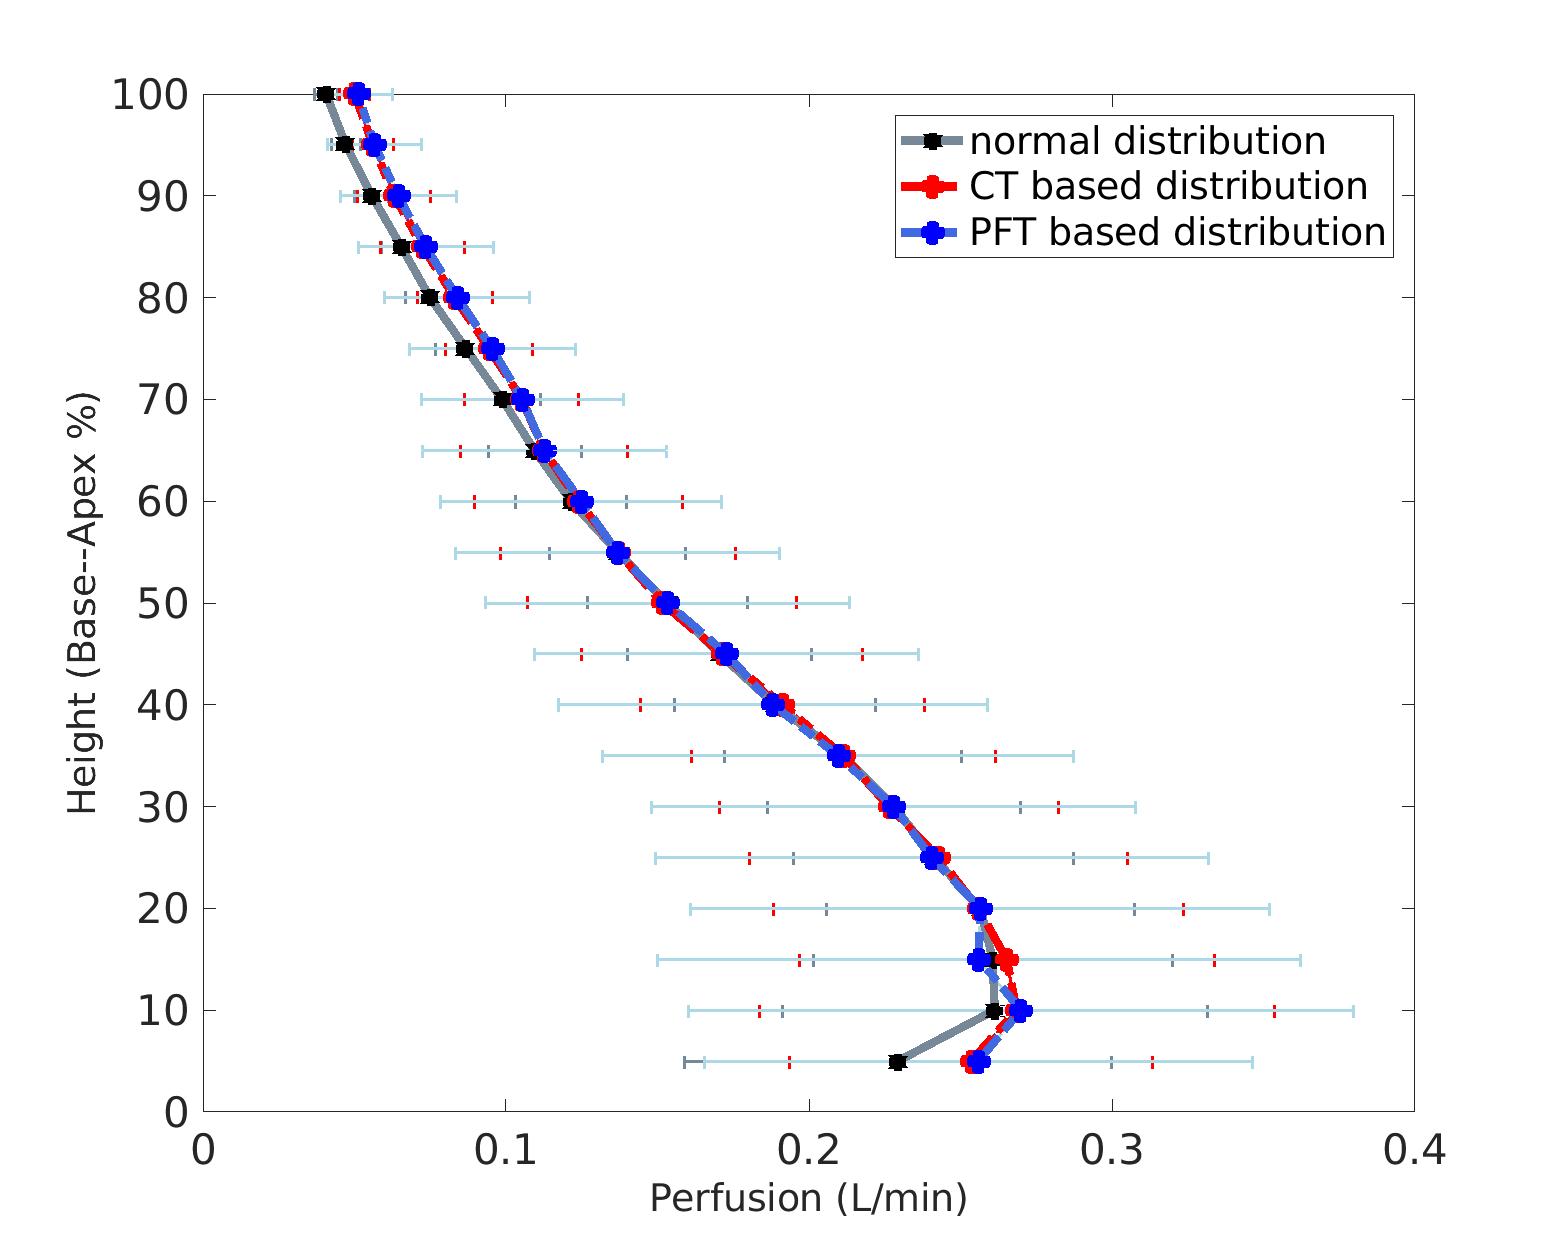 100
90
80
70
60
50
40
30
20
10
0
Height (Base--Apex %)
normal distribution
CT based distribution
PFT based distribution
0 0.1 0.2 0.3 0.4
Perfusion (L/min)